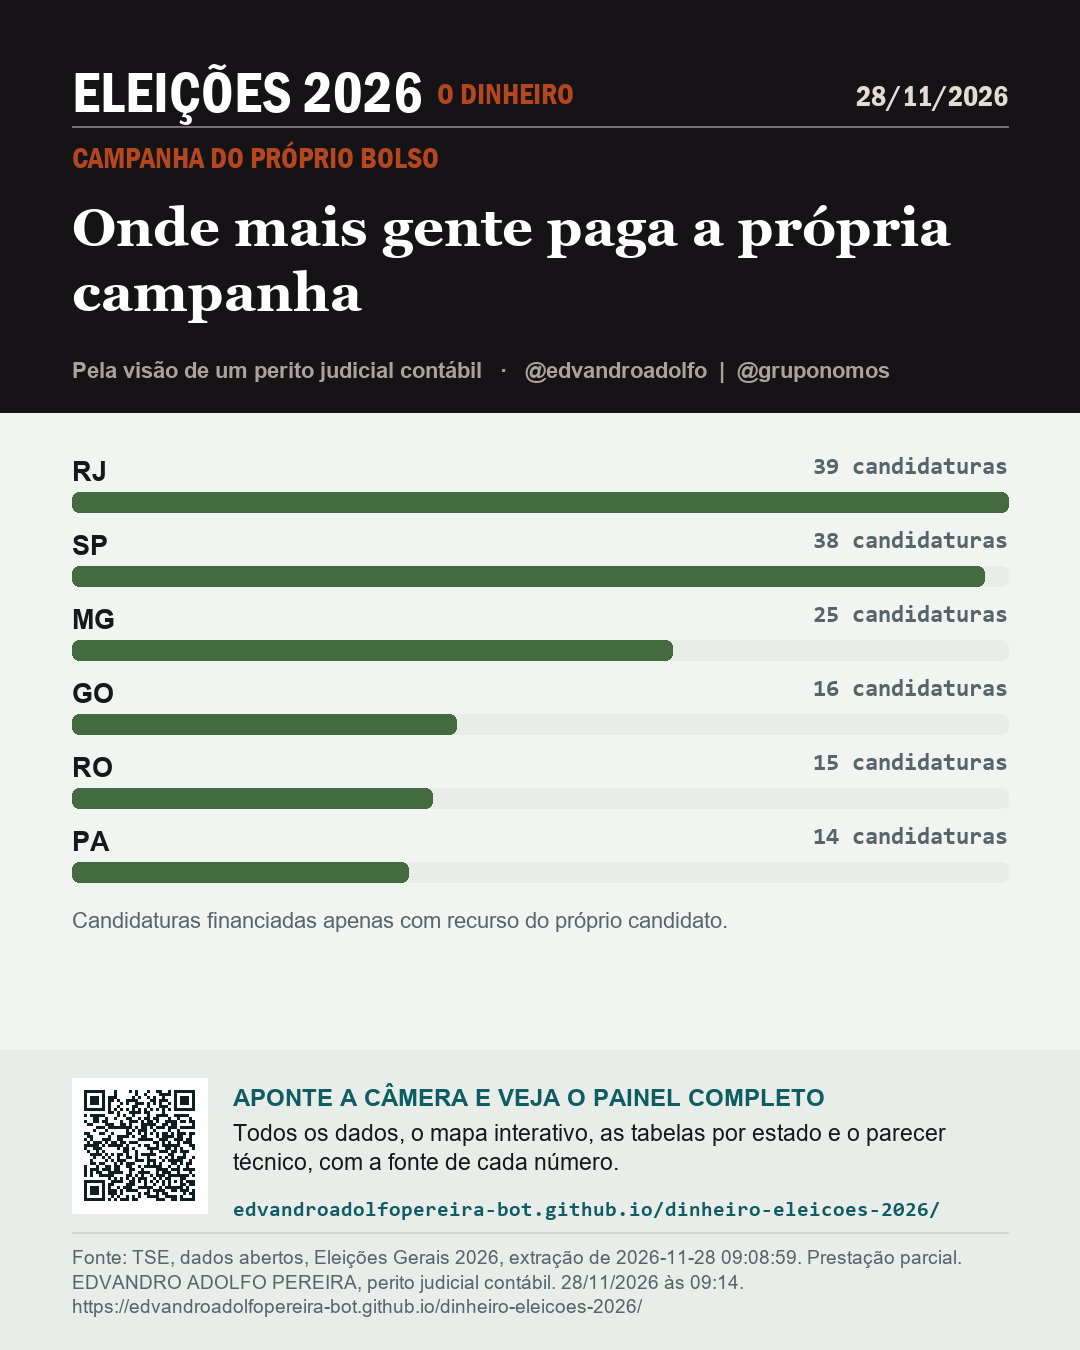 ELEIÇÕES 2026 O DINHEIRO 28/11/2026
CAMPANHA DO PRÓPRIO BOLSO
Onde mais gente paga a própria
campanha
Pela visão de um perito judicial contábil · @edvandroadolfo | @gruponomos
RJ 39 candidaturas
SP 38 candidaturas
MG 25 candidaturas
GO 16 candidaturas
RO 15 candidaturas
PA 14 candidaturas
Candidaturas financiadas apenas com recurso do próprio candidato.
APONTE A CÂMERA E VEJA O PAINEL COMPLETO
Todos os dados, o mapa interativo, as tabelas por estado e o parecer
técnico, com a fonte de cada número.
edvandroadolfopereira-bot.github.io/dinheiro-eleicoes-2026/
Fonte: TSE, dados abertos, Eleições Gerais 2026, extração de 2026-11-28 09:08:59. Prestação parcial.
EDVANDRO ADOLFO PEREIRA, perito judicial contábil. 28/11/2026 às 09:14.
https://edvandroadolfopereira-bot.github.io/dinheiro-eleicoes-2026/